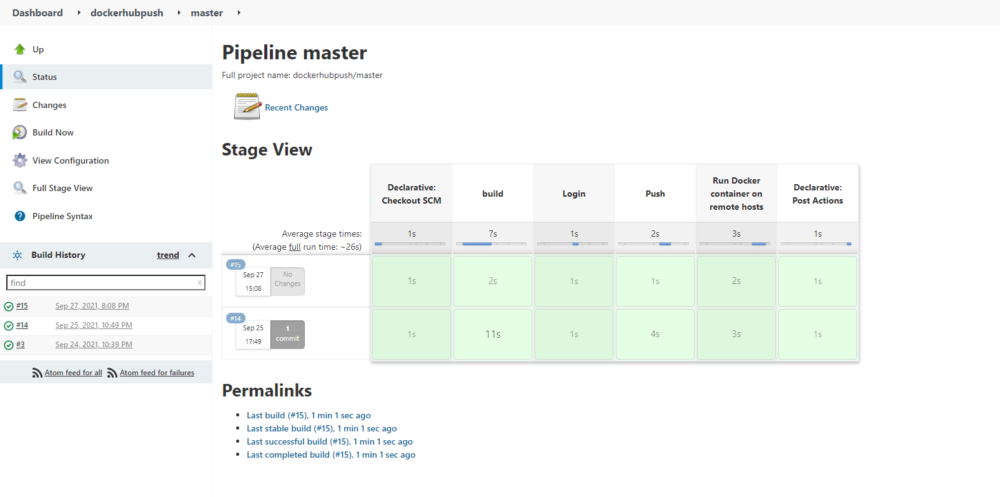 Dashboard dockerhubpush master
Up
Status
Changes
Build Now
View Configuration
Full Stage View
Pipeline Syntax
Build History trend
find x
#15 Sep 27, 2021, 8:08 PM
#14 Sep 25, 2021, 10:49 PM
#3 Sep 24, 2021, 10:39 PM
Atom feed for all Atom feed for failures
Pipeline master
Full project name: dockerhubpush/master
Recent Changes
Stage View
Declarative: Checkout SCM
build
Login
Push
Run Docker container on remote hosts
Declarative: Post Actions
Average stage times:
(Average full run time: ~26s)
1s 7s 1s 2s 3s 1s
#15
Sep 27
15:08
No Changes
1s 2s 1s 1s 2s 1s
#14
Sep 25
17:49
1 commit
1s 11s 1s 4s 3s 1s
Permalinks
Last build (#15), 1 min 1 sec ago
Last stable build (#15), 1 min 1 sec ago
Last successful build (#15), 1 min 1 sec ago
Last completed build (#15), 1 min 1 sec ago